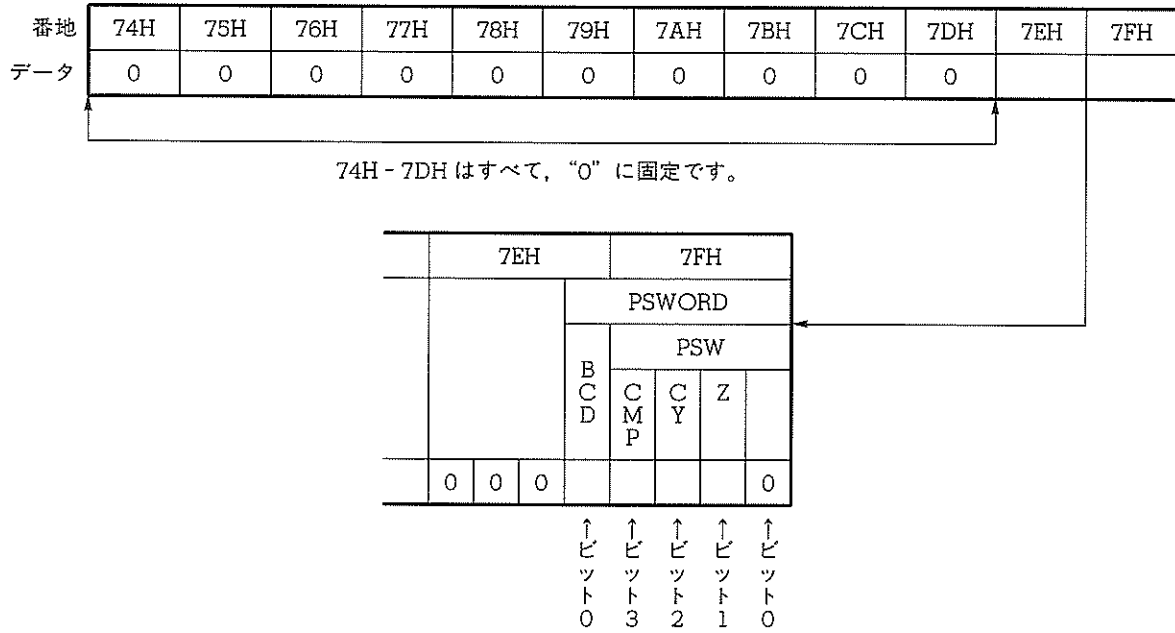 番地 74H 75H 76H 77H 78H 79H 7AH 7BH 7CH 7DH 7EH 7FH
データ 0 0 0 0 0 0 0 0 0 0
74H - 7DH はすべて, “0” に固定です。
7EH 7FH
PSWORD
PSW
BCD CMP CY Z
0 0 0 0
←ビット0 ←ビット3 ←ビット2 ←ビット1 ←ビット0